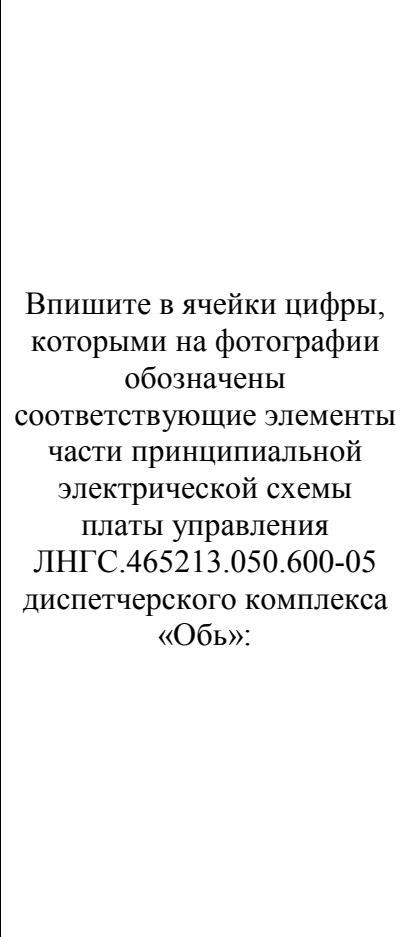 Впишите в ячейки цифры,
которыми на фотографии
обозначены
соответствующие элементы
части принципиальной
электрической схемы
платы управления
ЛНГС.465213.050.600-05
диспетчерского комплекса
«Обь»: